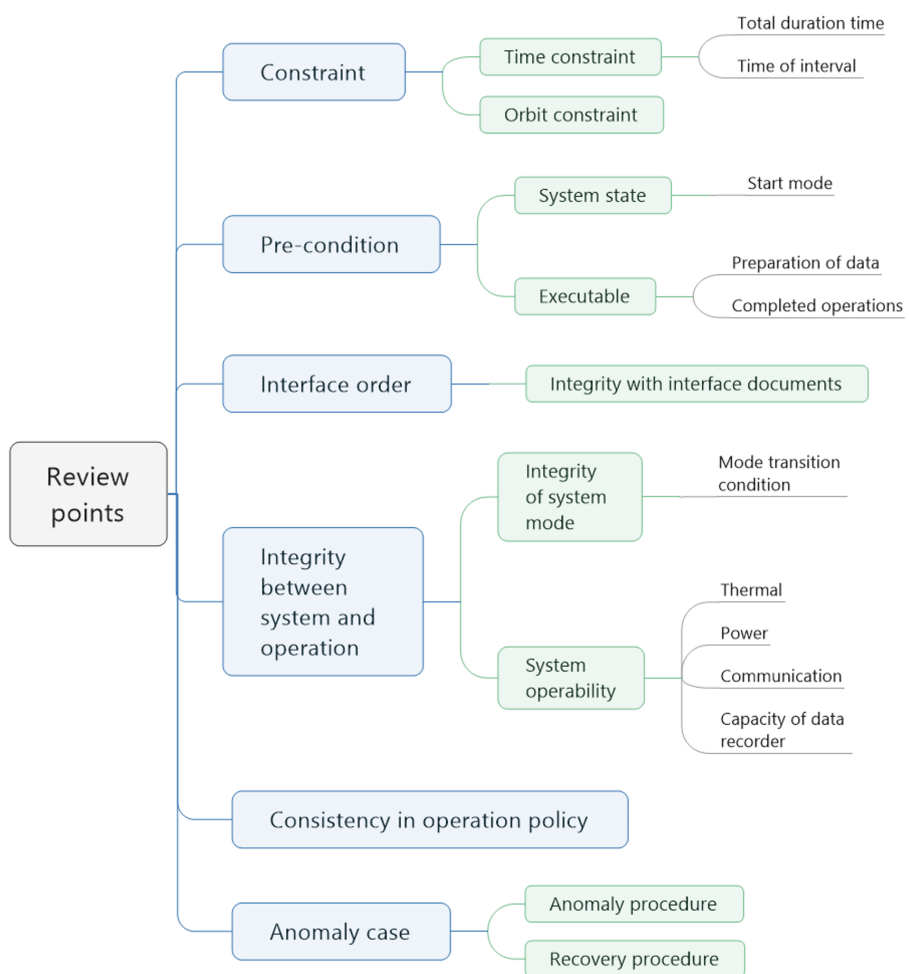 Review
points
Constraint
Time constraint
Total duration time
Time of interval
Orbit constraint
Pre-condition
System state
Start mode
Executable
Preparation of data
Completed operations
Interface order
Integrity with interface documents
Integrity
between
system and
operation
Integrity
of system
mode
Mode transition
condition
System
operability
Thermal
Power
Communication
Capacity of data
recorder
Consistency in operation policy
Anomaly case
Anomaly procedure
Recovery procedure